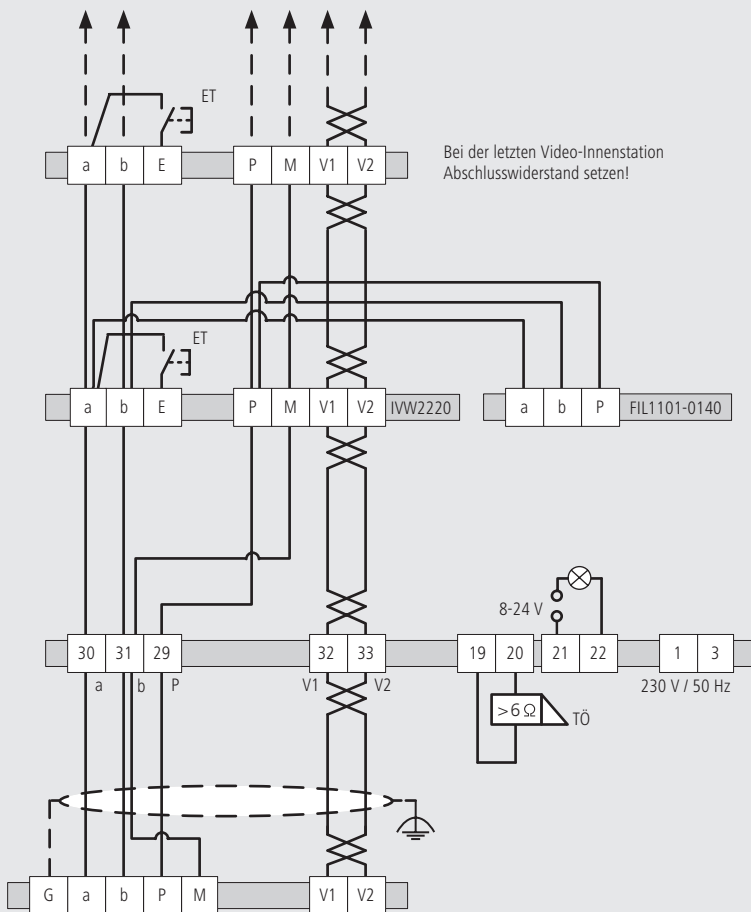 ET
a b E P M V1 V2
Bei der letzten Video-Innenstation
Abschlusswiderstand setzen!
ET
a b E P M V1 V2 IVW2220
a b P FIL1101-0140
8-24 V
30 31 29 32 33 19 20 21 22 1 3
a b P V1 V2 230 V / 50 Hz
>6 Ω TÖ
G a b P M V1 V2